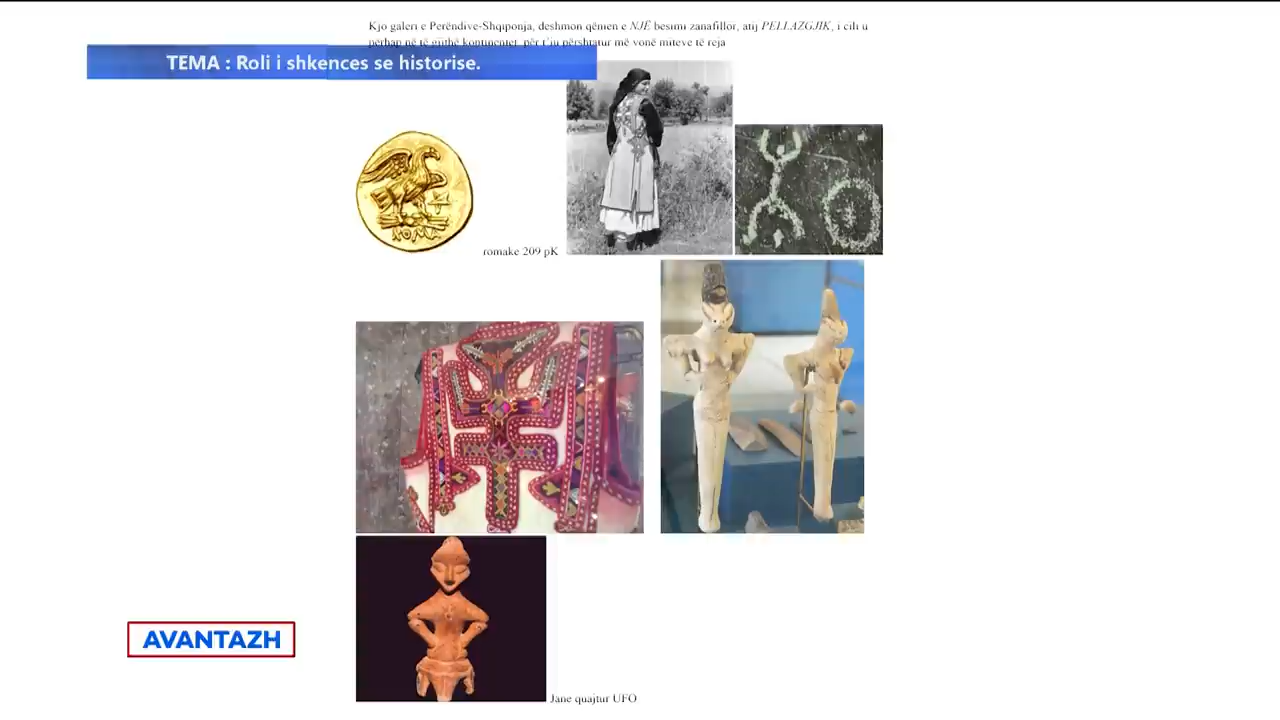 Kjo galeri e Perëndive-Shqiponja, deshmon qënien e NJË besimi zanafillor, atij PELLAZGJIK, i cili u
përhap në të gjithë kontinentet, për t'iu përshtatur më vonë miteve të reja
TEMA : Roli i shkences se historise.
ROMA
romake 209 pK
AVANTAZH
Jane quajtur UFO